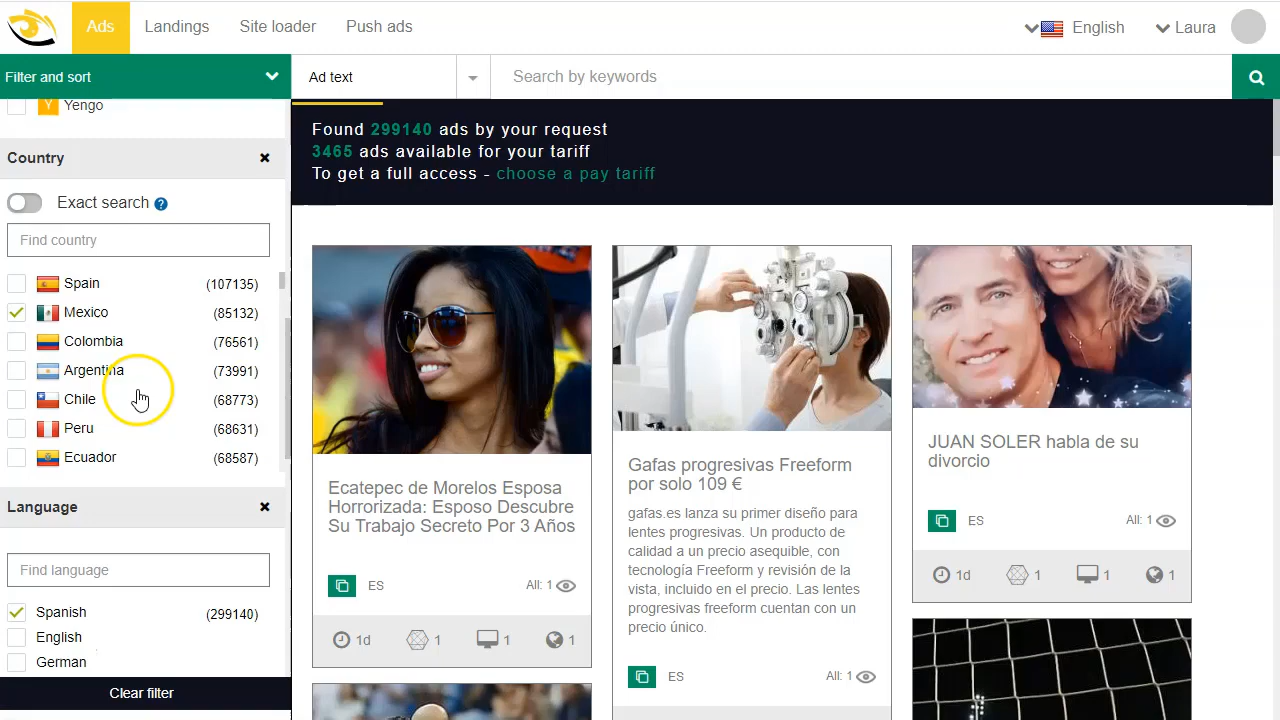 Ads
Landings
Site loader
Push ads
English
Laura
Filter and sort
Ad text
Search by keywords
Y Yengo
Country
Exact search ?
Find country
Spain (107135)
Mexico (85132)
Colombia (76561)
Argentina (73991)
Chile (68773)
Peru (68631)
Ecuador (68587)
Language
Find language
Spanish (299140)
English
German
Clear filter
Found 299140 ads by your request
3465 ads available for your tariff
To get a full access - choose a pay tariff
Ecatepec de Morelos Esposa
Horrorizada: Esposo Descubre
Su Trabajo Secreto Por 3 Años
ES All: 1
1d 1 1 1
Gafas progresivas Freeform
por solo 109 €
gafas.es lanza su primer diseño para
lentes progresivas. Un producto de
calidad a un precio asequible, con
tecnología Freeform y revisión de la
vista, incluido en el precio. Las lentes
progresivas freeform cuentan con un
precio único.
ES All: 1
JUAN SOLER habla de su
divorcio
ES All: 1
1d 1 1 1